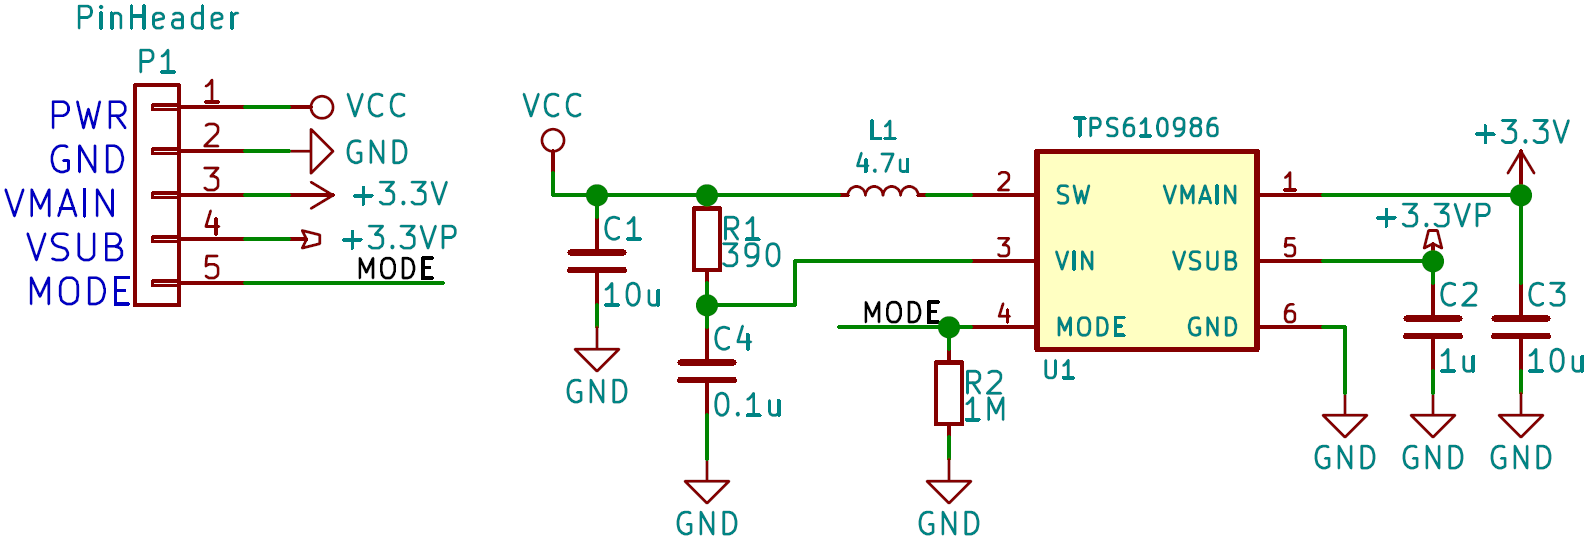 PinHeader
P1
PWR 1 VCC
GND 2 GND
VMAIN 3 +3.3V
VSUB 4 +3.3VP
MODE 5 MODE
VCC
C1
10u
GND
R1
390
C4
0.1u
GND
L1
4.7u
MODE
R2
1M
GND
TPS610986
2 SW VMAIN 1
3 VIN VSUB 5
4 MODE GND 6
U1
GND
+3.3VP
C2
1u
GND
+3.3V
C3
10u
GND